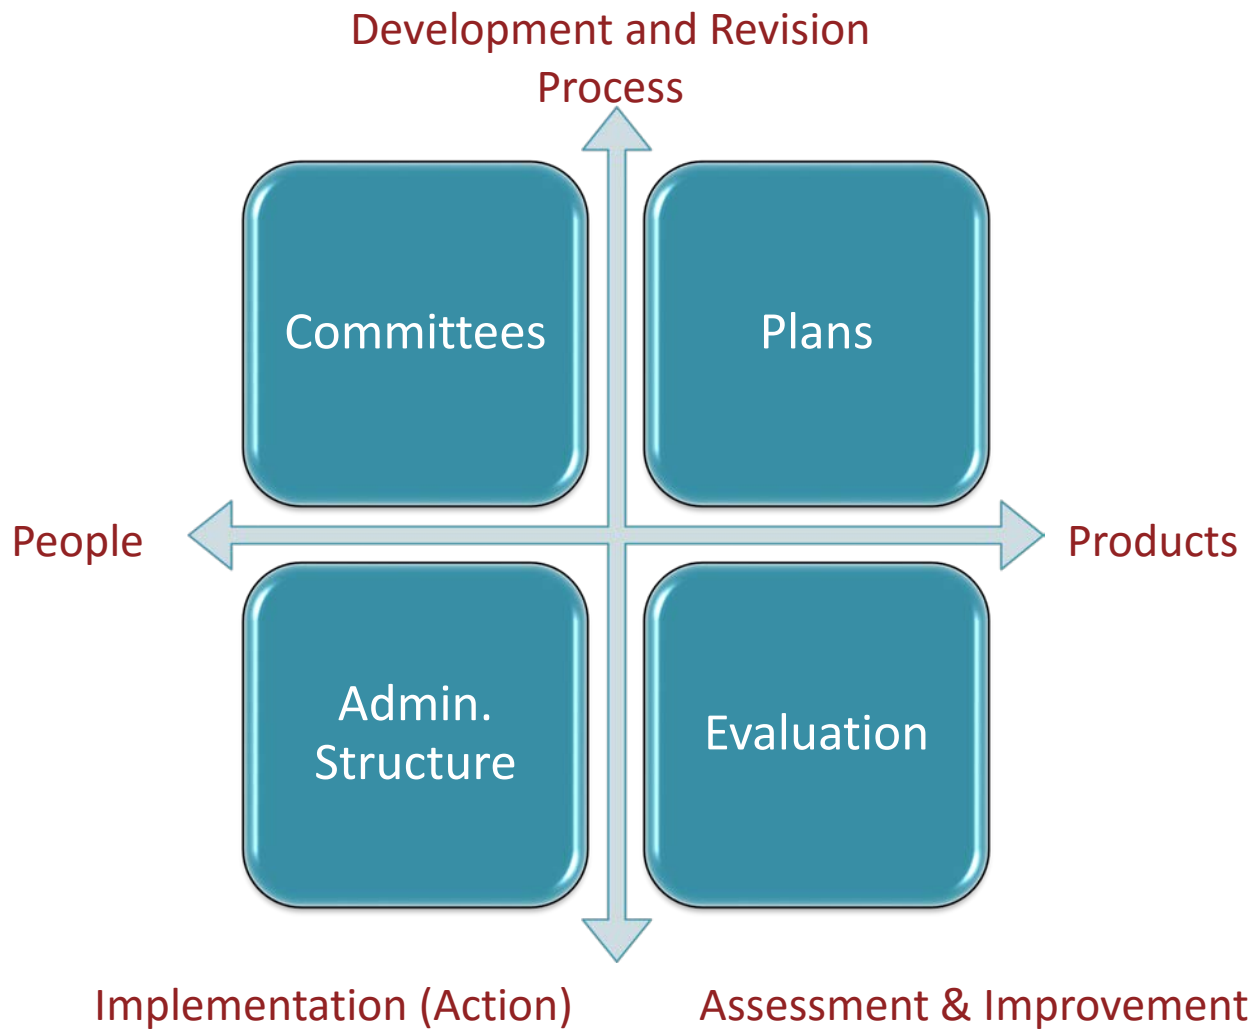 Development and Revision
Process
Committees
Plans
People
Products
Admin.
Structure
Evaluation
Implementation (Action)
Assessment & Improvement